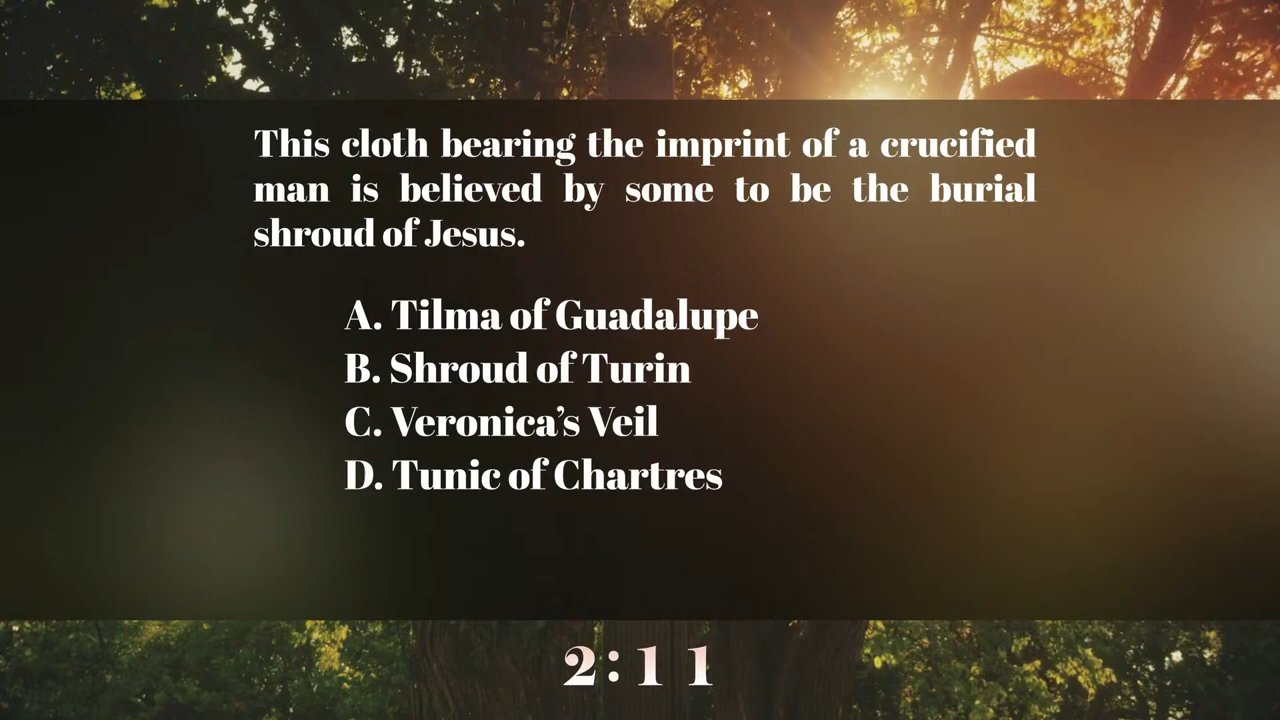 This cloth bearing the imprint of a crucified
man is believed by some to be the burial
shroud of Jesus.
A. Tilma of Guadalupe
B. Shroud of Turin
C. Veronica’s Veil
D. Tunic of Chartres
2:11